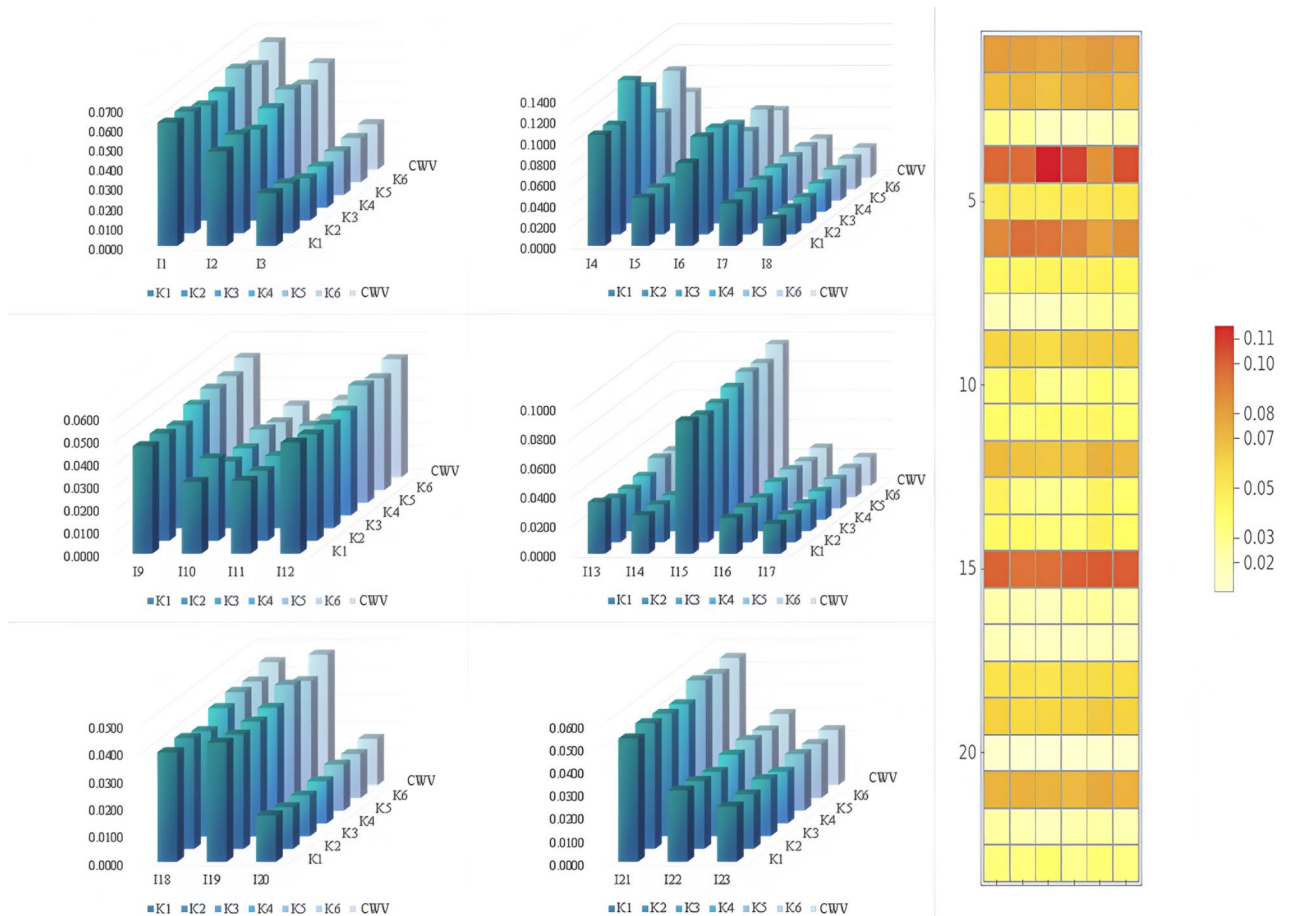 0.0700
0.0600
0.0500
0.0400
0.0300
0.0200
0.0100
0.0000
I1 I2 I3
K1
K2
K3
K4
K5
K6
CWV
K1 K2 K3 K4 K5 K6 CWV
0.1400
0.1200
0.1000
0.0800
0.0600
0.0400
0.0200
0.0000
I4 I5 I6 I7 I8
K1
K2
K3
K4
K5
K6
CWV
K1 K2 K3 K4 K5 K6 CWV
0.0600
0.0500
0.0400
0.0300
0.0200
0.0100
0.0000
I9 I10 I11 I12
K1
K2
K3
K4
K5
K6
CWV
K1 K2 K3 K4 K5 K6 CWV
0.1000
0.0800
0.0600
0.0400
0.0200
0.0000
I13 I14 I15 I16 I17
K1
K2
K3
K4
K5
K6
CWV
K1 K2 K3 K4 K5 K6 CWV
0.0500
0.0400
0.0300
0.0200
0.0100
0.0000
I18 I19 I20
K1
K2
K3
K4
K5
K6
CWV
K1 K2 K3 K4 K5 K6 CWV
0.0600
0.0500
0.0400
0.0300
0.0200
0.0100
0.0000
I21 I22 I23
K1
K2
K3
K4
K5
K6
CWV
K1 K2 K3 K4 K5 K6 CWV
5
10
15
20
0.11
0.10
0.08
0.07
0.05
0.03
0.02